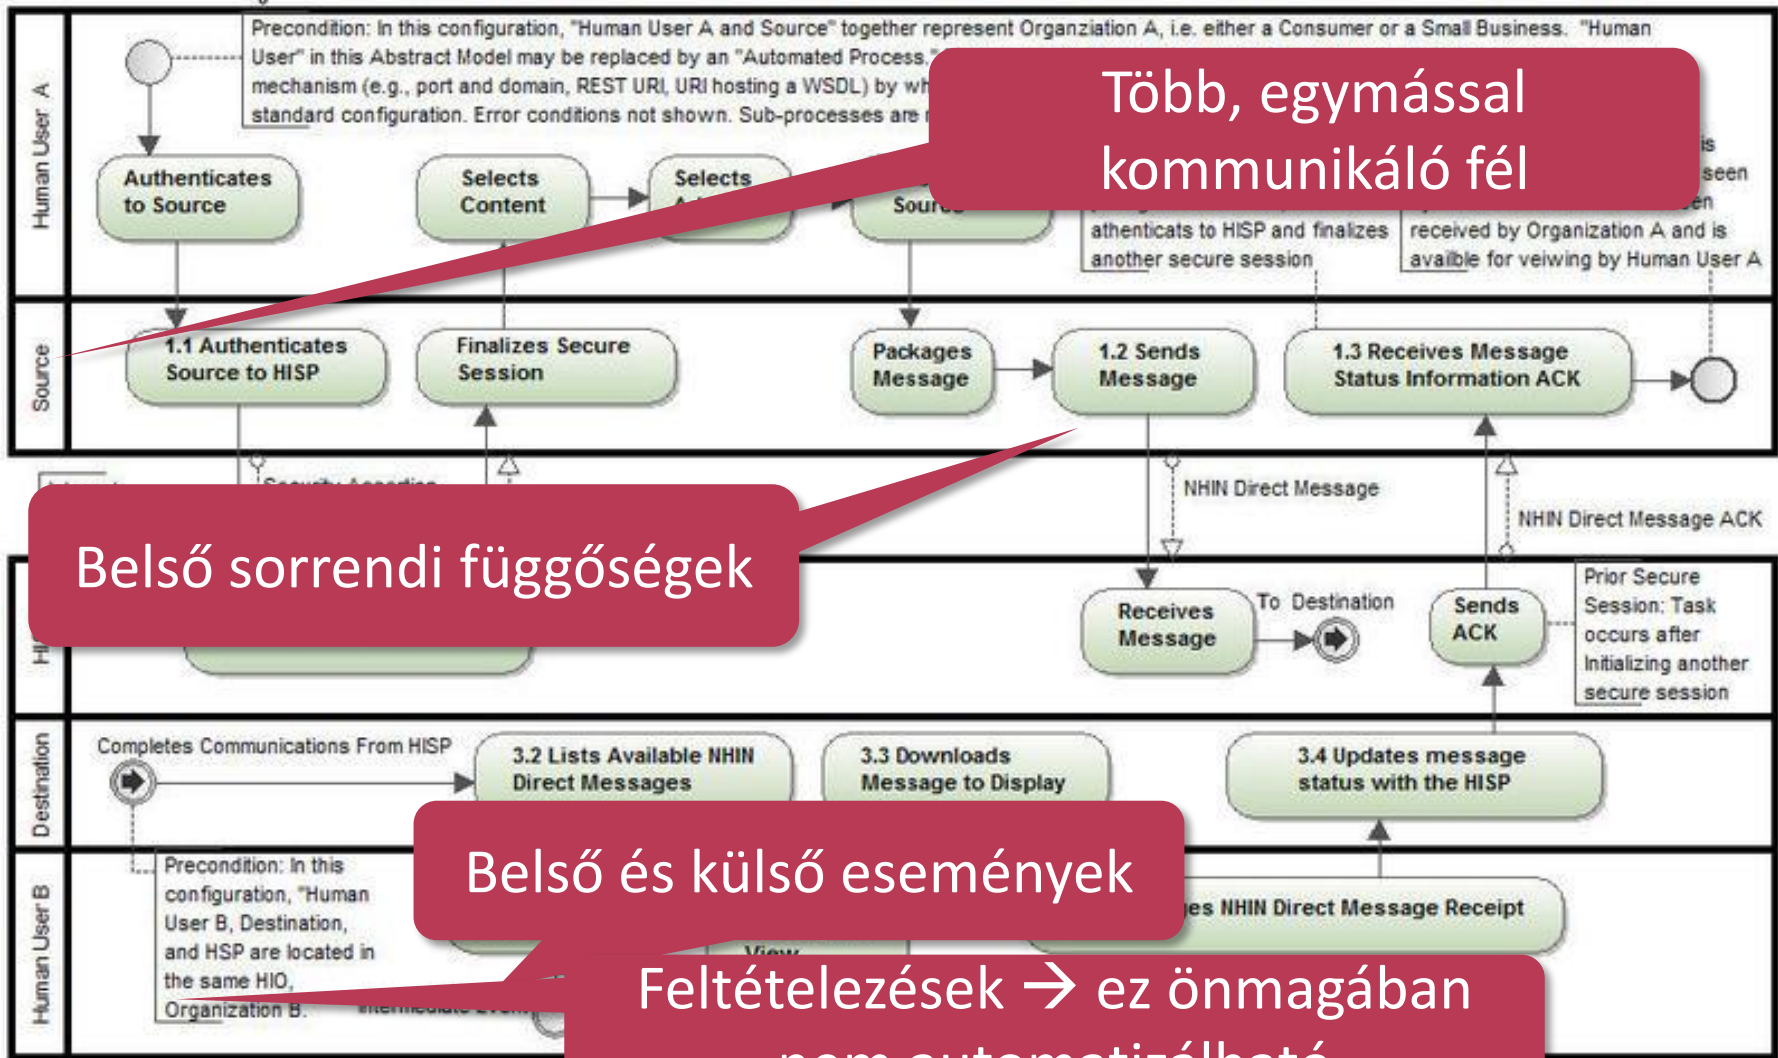 Precondition: In this configuration, "Human User A and Source" together represent Organziation A, i.e. either a Consumer or a Small Business. "Human
User" in this Abstract Model may be replaced by an "Automated Process,"
mechanism (e.g., port and domain, REST URI, URI hosting a WSDL) by
standard configuration. Error conditions not shown. Sub-processes are
Több, egymással
kommunikáló fél
is
seen
athenticats to HISP and finalizes
another secure session
received by Organization A and is
availble for veiwing by Human User A
Human User A
Authenticates
to Source
Selects
Content
Selects
Source
Source
1.1 Authenticates
Source to HISP
Finalizes Secure
Session
Packages
Message
1.2 Sends
Message
1.3 Receives Message
Status Information ACK
NHIN Direct Message
NHIN Direct Message ACK
Belső sorrendi függőségek
Receives
Message
To Destination
Sends
ACK
Prior Secure
Session: Task
occurs after
Initializing another
secure session
Destination
Completes Communications From HISP
3.2 Lists Available NHIN
Direct Messages
3.3 Downloads
Message to Display
3.4 Updates message
status with the HISP
Human User B
Precondition: In this
configuration, "Human
User B, Destination,
and HSP are located in
the same HIO,
Organization B.
Belső és külső események
NHIN Direct Message Receipt
View
Feltételezések → ez önmagában
nem automatizálható